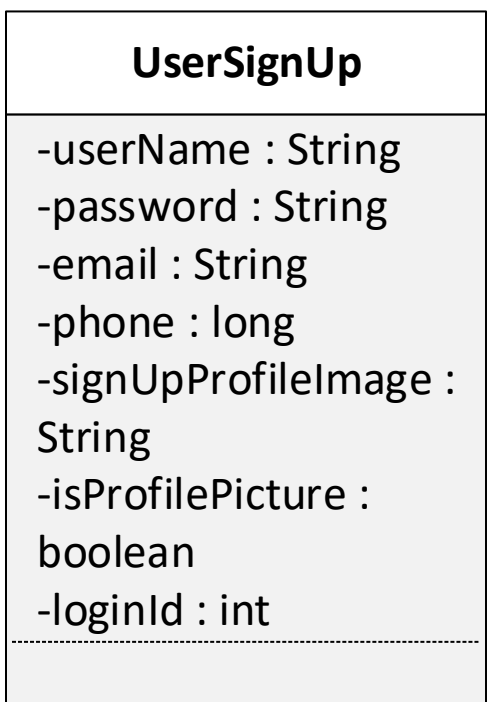 UserSignUp
-userName : String
-password : String
-email : String
-phone : long
-signUpProfileImage :
String
-isProfilePicture :
boolean
-loginId : int